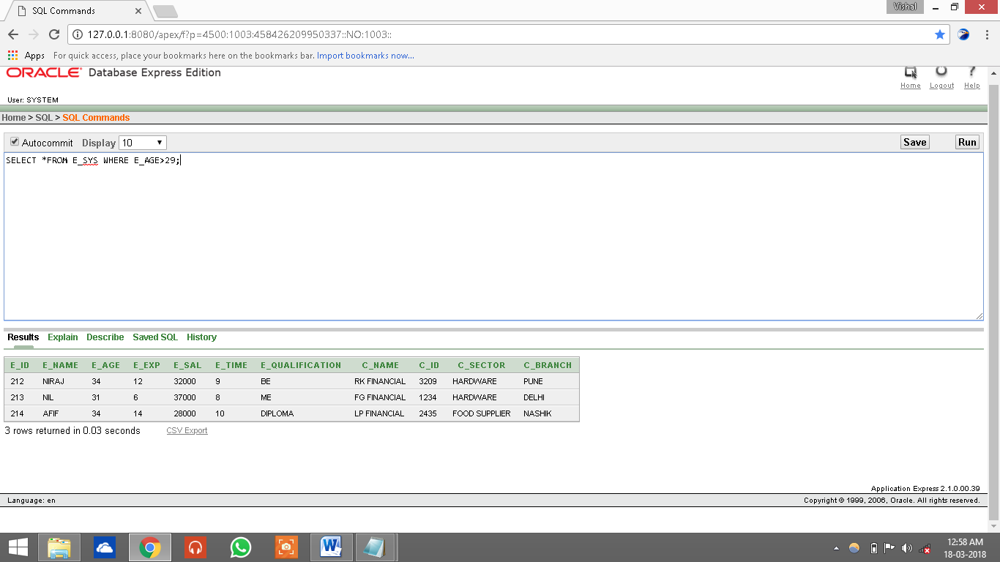 SQL Commands
Vishal
127.0.0.1:8080/apex/f?p=4500:1003:458426209950337::NO:1003::
Apps For quick access, place your bookmarks here on the bookmarks bar. Import bookmarks now...
ORACLE Database Express Edition
Home Logout Help
User: SYSTEM
Home > SQL > SQL Commands
Autocommit Display 10 Save Run
SELECT *FROM E_SYS WHERE E_AGE>29;
Results Explain Describe Saved SQL History
E_ID E_NAME E_AGE E_EXP E_SAL E_TIME E_QUALIFICATION C_NAME C_ID C_SECTOR C_BRANCH
212 NIRAJ 34 12 32000 9 BE RK FINANCIAL 3209 HARDWARE PUNE
213 NIL 31 6 37000 8 ME FG FINANCIAL 1234 HARDWARE DELHI
214 AFIF 34 14 28000 10 DIPLOMA LP FINANCIAL 2435 FOOD SUPPLIER NASHIK
3 rows returned in 0.03 seconds CSV Export
Application Express 2.1.0.00.39
Language: en Copyright © 1999, 2006, Oracle. All rights reserved.
12:58 AM
18-03-2018